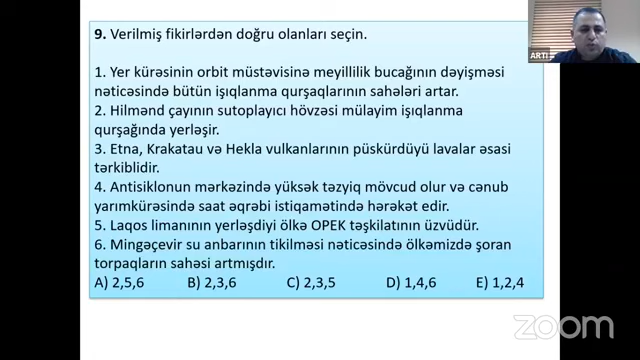 9. Verilmiş fikirlərdən doğru olanları seçin.
1. Yer kürəsinin orbit müstəvisinə meyillilik bucağının dəyişməsi
nəticəsində bütün işıqlanma qurşaqlarının sahələri artar.
2. Hilmənd çayının sutoplayıcı hövzəsi mülayim işıqlanma
qurşağında yerləşir.
3. Etna, Krakatau və Hekla vulkanlarının püskürdüyü lavalar əsasi
tərkiblidir.
4. Antisiklonun mərkəzində yüksək təzyiq mövcud olur və cənub
yarımkürəsində saat əqrəbi istiqamətində hərəkət edir.
5. Laqos limanının yerləşdiyi ölkə OPEK təşkilatının üzvüdür.
6. Mingəçevir su anbarının tikilməsi nəticəsində ölkəmizdə şoran
torpaqların sahəsi artmışdır.
A) 2,5,6 B) 2,3,6 C) 2,3,5 D) 1,4,6 E) 1,2,4
ARTI
zoom